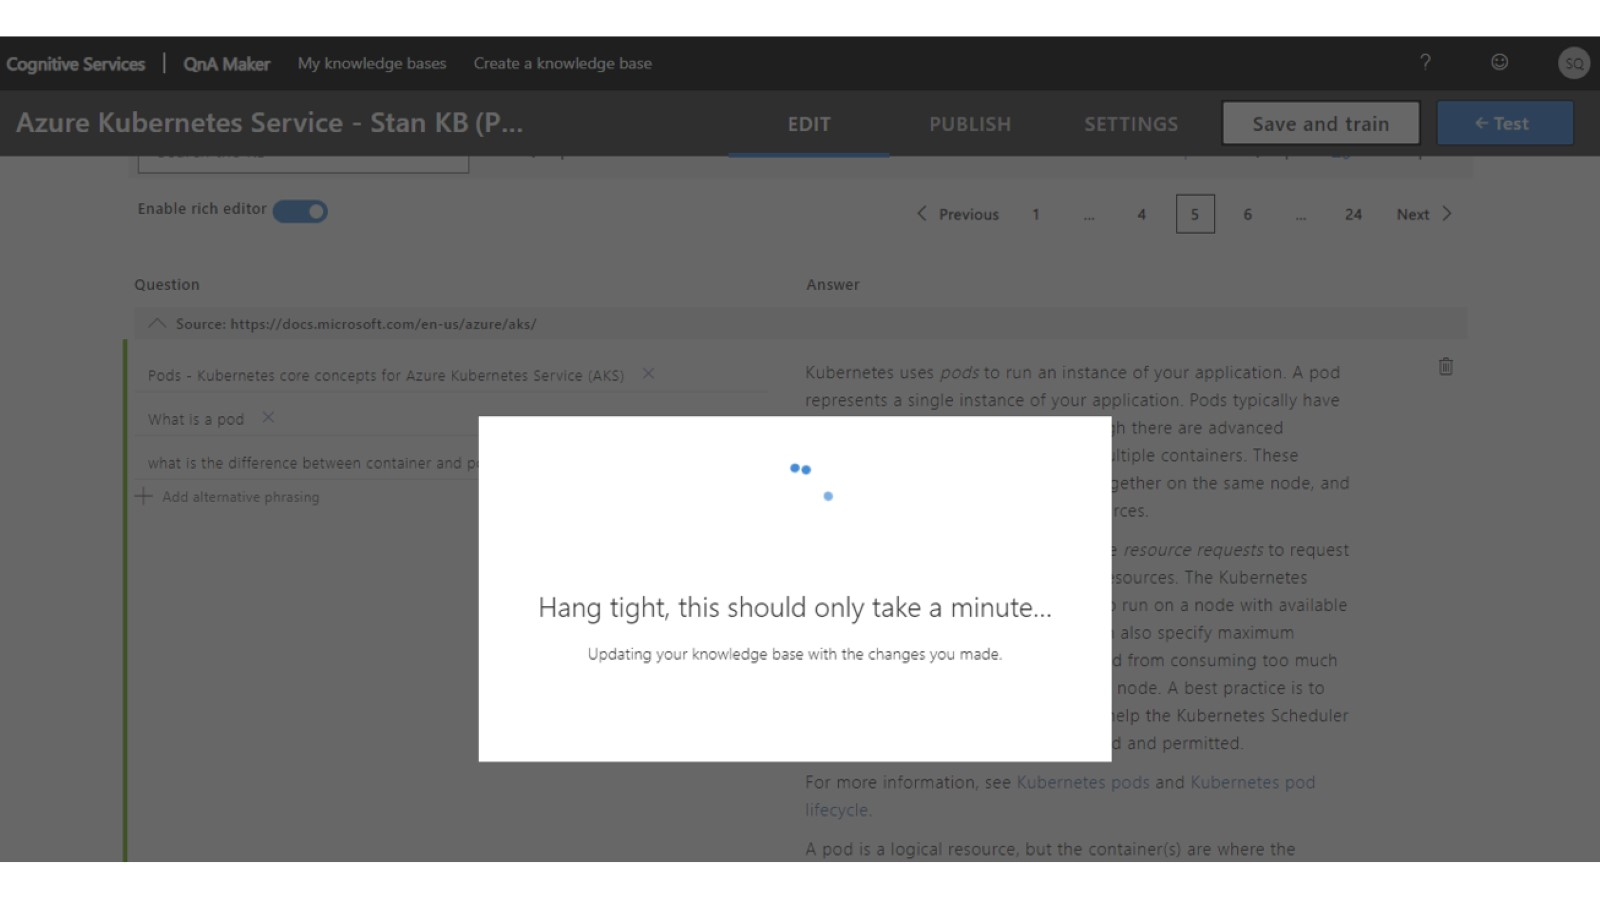 Cognitive Services | QnA Maker My knowledge bases Create a knowledge base ? SQ
Azure Kubernetes Service - Stan KB (P... EDIT PUBLISH SETTINGS Save and train ← Test
Enable rich editor
< Previous 1 ... 4 5 6 ... 24 Next >
Question Answer
Source: https://docs.microsoft.com/en-us/azure/aks/
Pods - Kubernetes core concepts for Azure Kubernetes Service (AKS) ×
What is a pod ×
what is the difference between container and
+ Add alternative phrasing
Kubernetes uses pods to run an instance of your application. A pod
represents a single instance of your application. Pods typically have
there are advanced
containers. These
on the same node, and
resource requests to request
The Kubernetes
run on a node with available
also specify maximum
from consuming too much
node. A best practice is to
the Kubernetes Scheduler
and permitted.
For more information, see Kubernetes pods and Kubernetes pod
lifecycle.
A pod is a logical resource, but the container(s) are where the
Hang tight, this should only take a minute...
Updating your knowledge base with the changes you made.